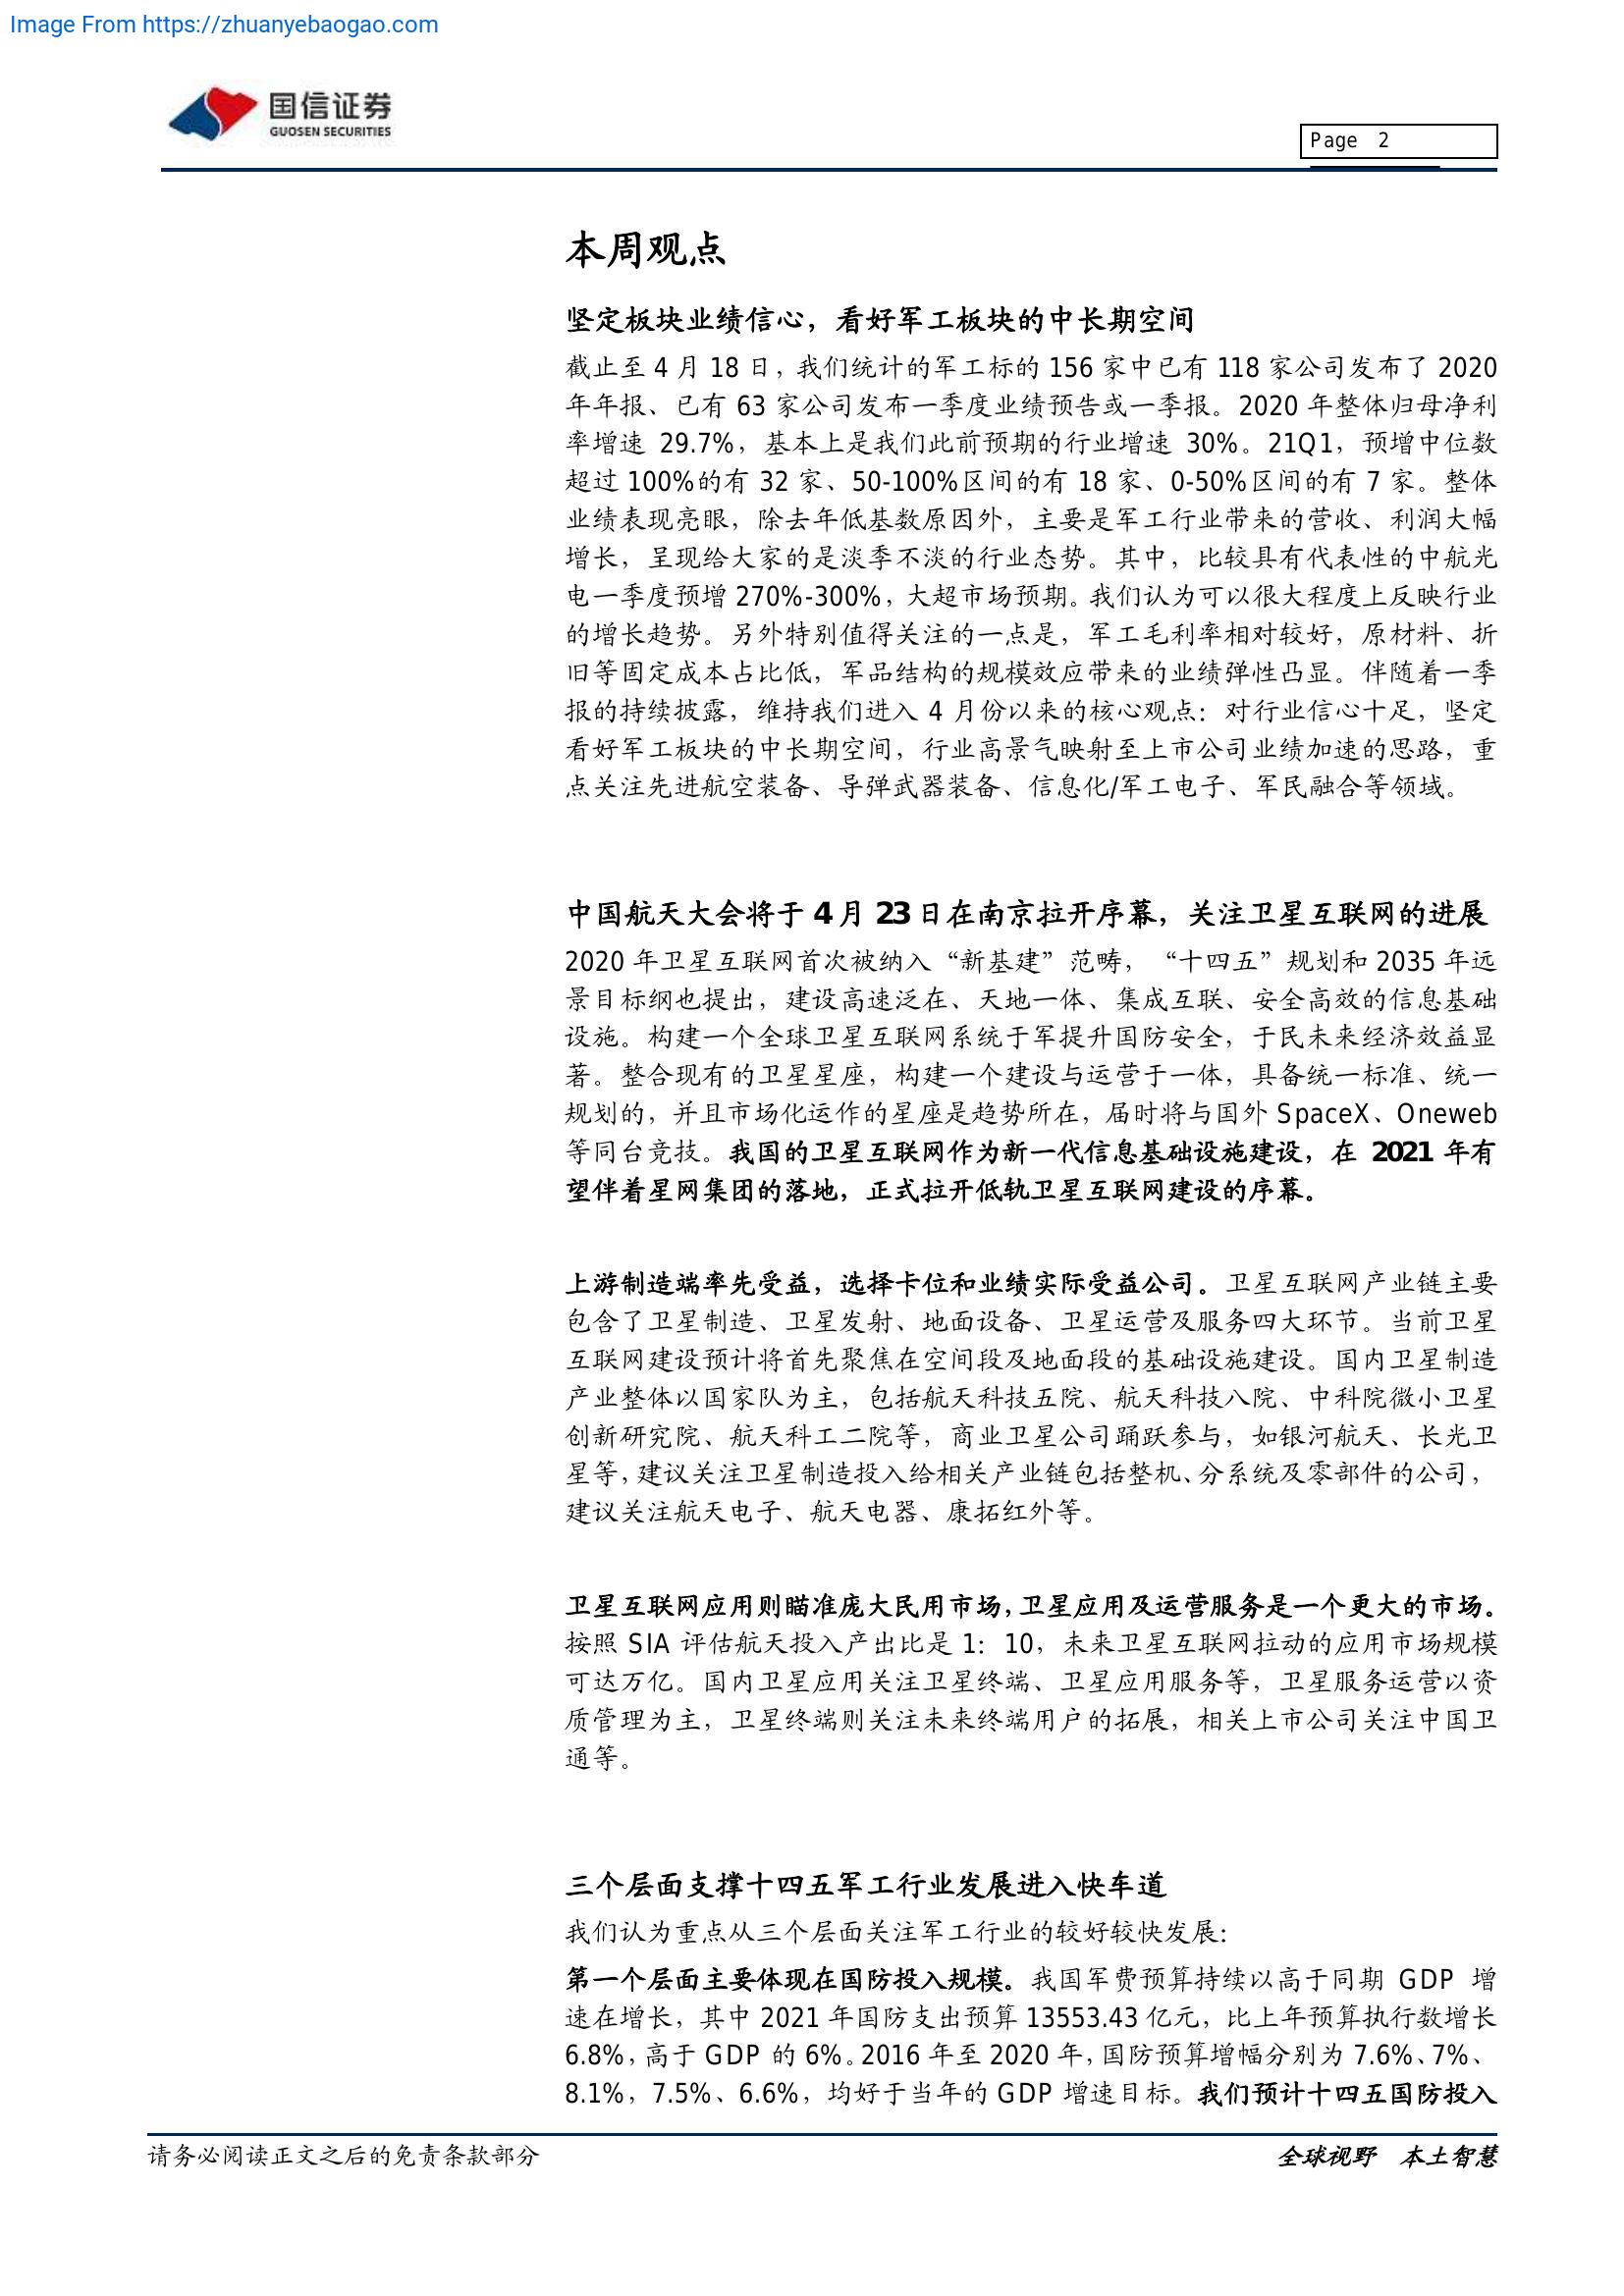 Image From https://zhuanyebaogao.com
国信证券
GUOSEN SECURITIES
Page 2
本周观点
坚定板块业绩信心，看好军工板块的中长期空间
截止至 4 月 18 日，我们统计的军工标的 156 家中已有 118 家公司发布了 2020
年年报、已有 63 家公司发布一季度业绩预告或一季报。2020 年整体归母净利
率增速 29.7%，基本上是我们此前预期的行业增速 30%。21Q1，预增中位数
超过 100%的有 32 家、50-100%区间的有 18 家、0-50%区间的有 7 家。整体
业绩表现亮眼，除去年低基数原因外，主要是军工行业带来的营收、利润大幅
增长，呈现给大家的是淡季不淡的行业态势。其中，比较具有代表性的中航光
电一季度预增 270%-300%，大超市场预期。我们认为可以很大程度上反映行业
的增长趋势。另外特别值得关注的一点是，军工毛利率相对较好，原材料、折
旧等固定成本占比低，军品结构的规模效应带来的业绩弹性凸显。伴随着一季
报的持续披露，维持我们进入 4 月份以来的核心观点：对行业信心十足，坚定
看好军工板块的中长期空间，行业高景气映射至上市公司业绩加速的思路，重
点关注先进航空装备、导弹武器装备、信息化/军工电子、军民融合等领域。
中国航天大会将于 4 月 23 日在南京拉开序幕，关注卫星互联网的进展
2020 年卫星互联网首次被纳入“新基建”范畴，“十四五”规划和 2035 年远
景目标纲也提出，建设高速泛在、天地一体、集成互联、安全高效的信息基础
设施。构建一个全球卫星互联网系统于军提升国防安全，于民未来经济效益显
著。整合现有的卫星星座，构建一个建设与运营于一体，具备统一标准、统一
规划的，并且市场化运作的星座是趋势所在，届时将与国外 SpaceX、Oneweb
等同台竞技。我国的卫星互联网作为新一代信息基础设施建设，在 2021 年有
望伴着星网集团的落地，正式拉开低轨卫星互联网建设的序幕。
上游制造端率先受益，选择卡位和业绩实际受益公司。卫星互联网产业链主要
包含了卫星制造、卫星发射、地面设备、卫星运营及服务四大环节。当前卫星
互联网建设预计将首先聚焦在空间段及地面段的基础设施建设。国内卫星制造
产业整体以国家队为主，包括航天科技五院、航天科技八院、中科院微小卫星
创新研究院、航天科工二院等，商业卫星公司踊跃参与，如银河航天、长光卫
星等，建议关注卫星制造投入给相关产业链包括整机、分系统及零部件的公司，
建议关注航天电子、航天电器、康拓红外等。
卫星互联网应用则瞄准庞大民用市场，卫星应用及运营服务是一个更大的市场。
按照 SIA 评估航天投入产出比是 1：10，未来卫星互联网拉动的应用市场规模
可达万亿。国内卫星应用关注卫星终端、卫星应用服务等，卫星服务运营以资
质管理为主，卫星终端则关注未来终端用户的拓展，相关上市公司关注中国卫
通等。
三个层面支撑十四五军工行业发展进入快车道
我们认为重点从三个层面关注军工行业的较好较快发展：
第一个层面主要体现在国防投入规模。我国军费预算持续以高于同期 GDP 增
速在增长，其中 2021 年国防支出预算 13553.43 亿元，比上年预算执行数增长
6.8%，高于 GDP 的 6%。2016 年至 2020 年，国防预算增幅分别为 7.6%、7%、
8.1%，7.5%、6.6%，均好于当年的 GDP 增速目标。我们预计十四五国防投入
请务必阅读正文之后的免责条款部分
全球视野 本土智慧